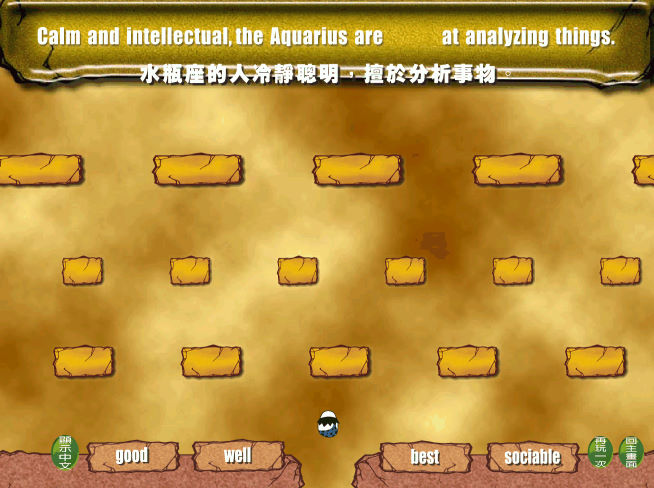 Calm and intellectual, the Aquarius are at analyzing things.
水瓶座的人冷靜聰明，擅於分析事物。
顯示中文
good
well
best
sociable
再玩一次
回主畫面